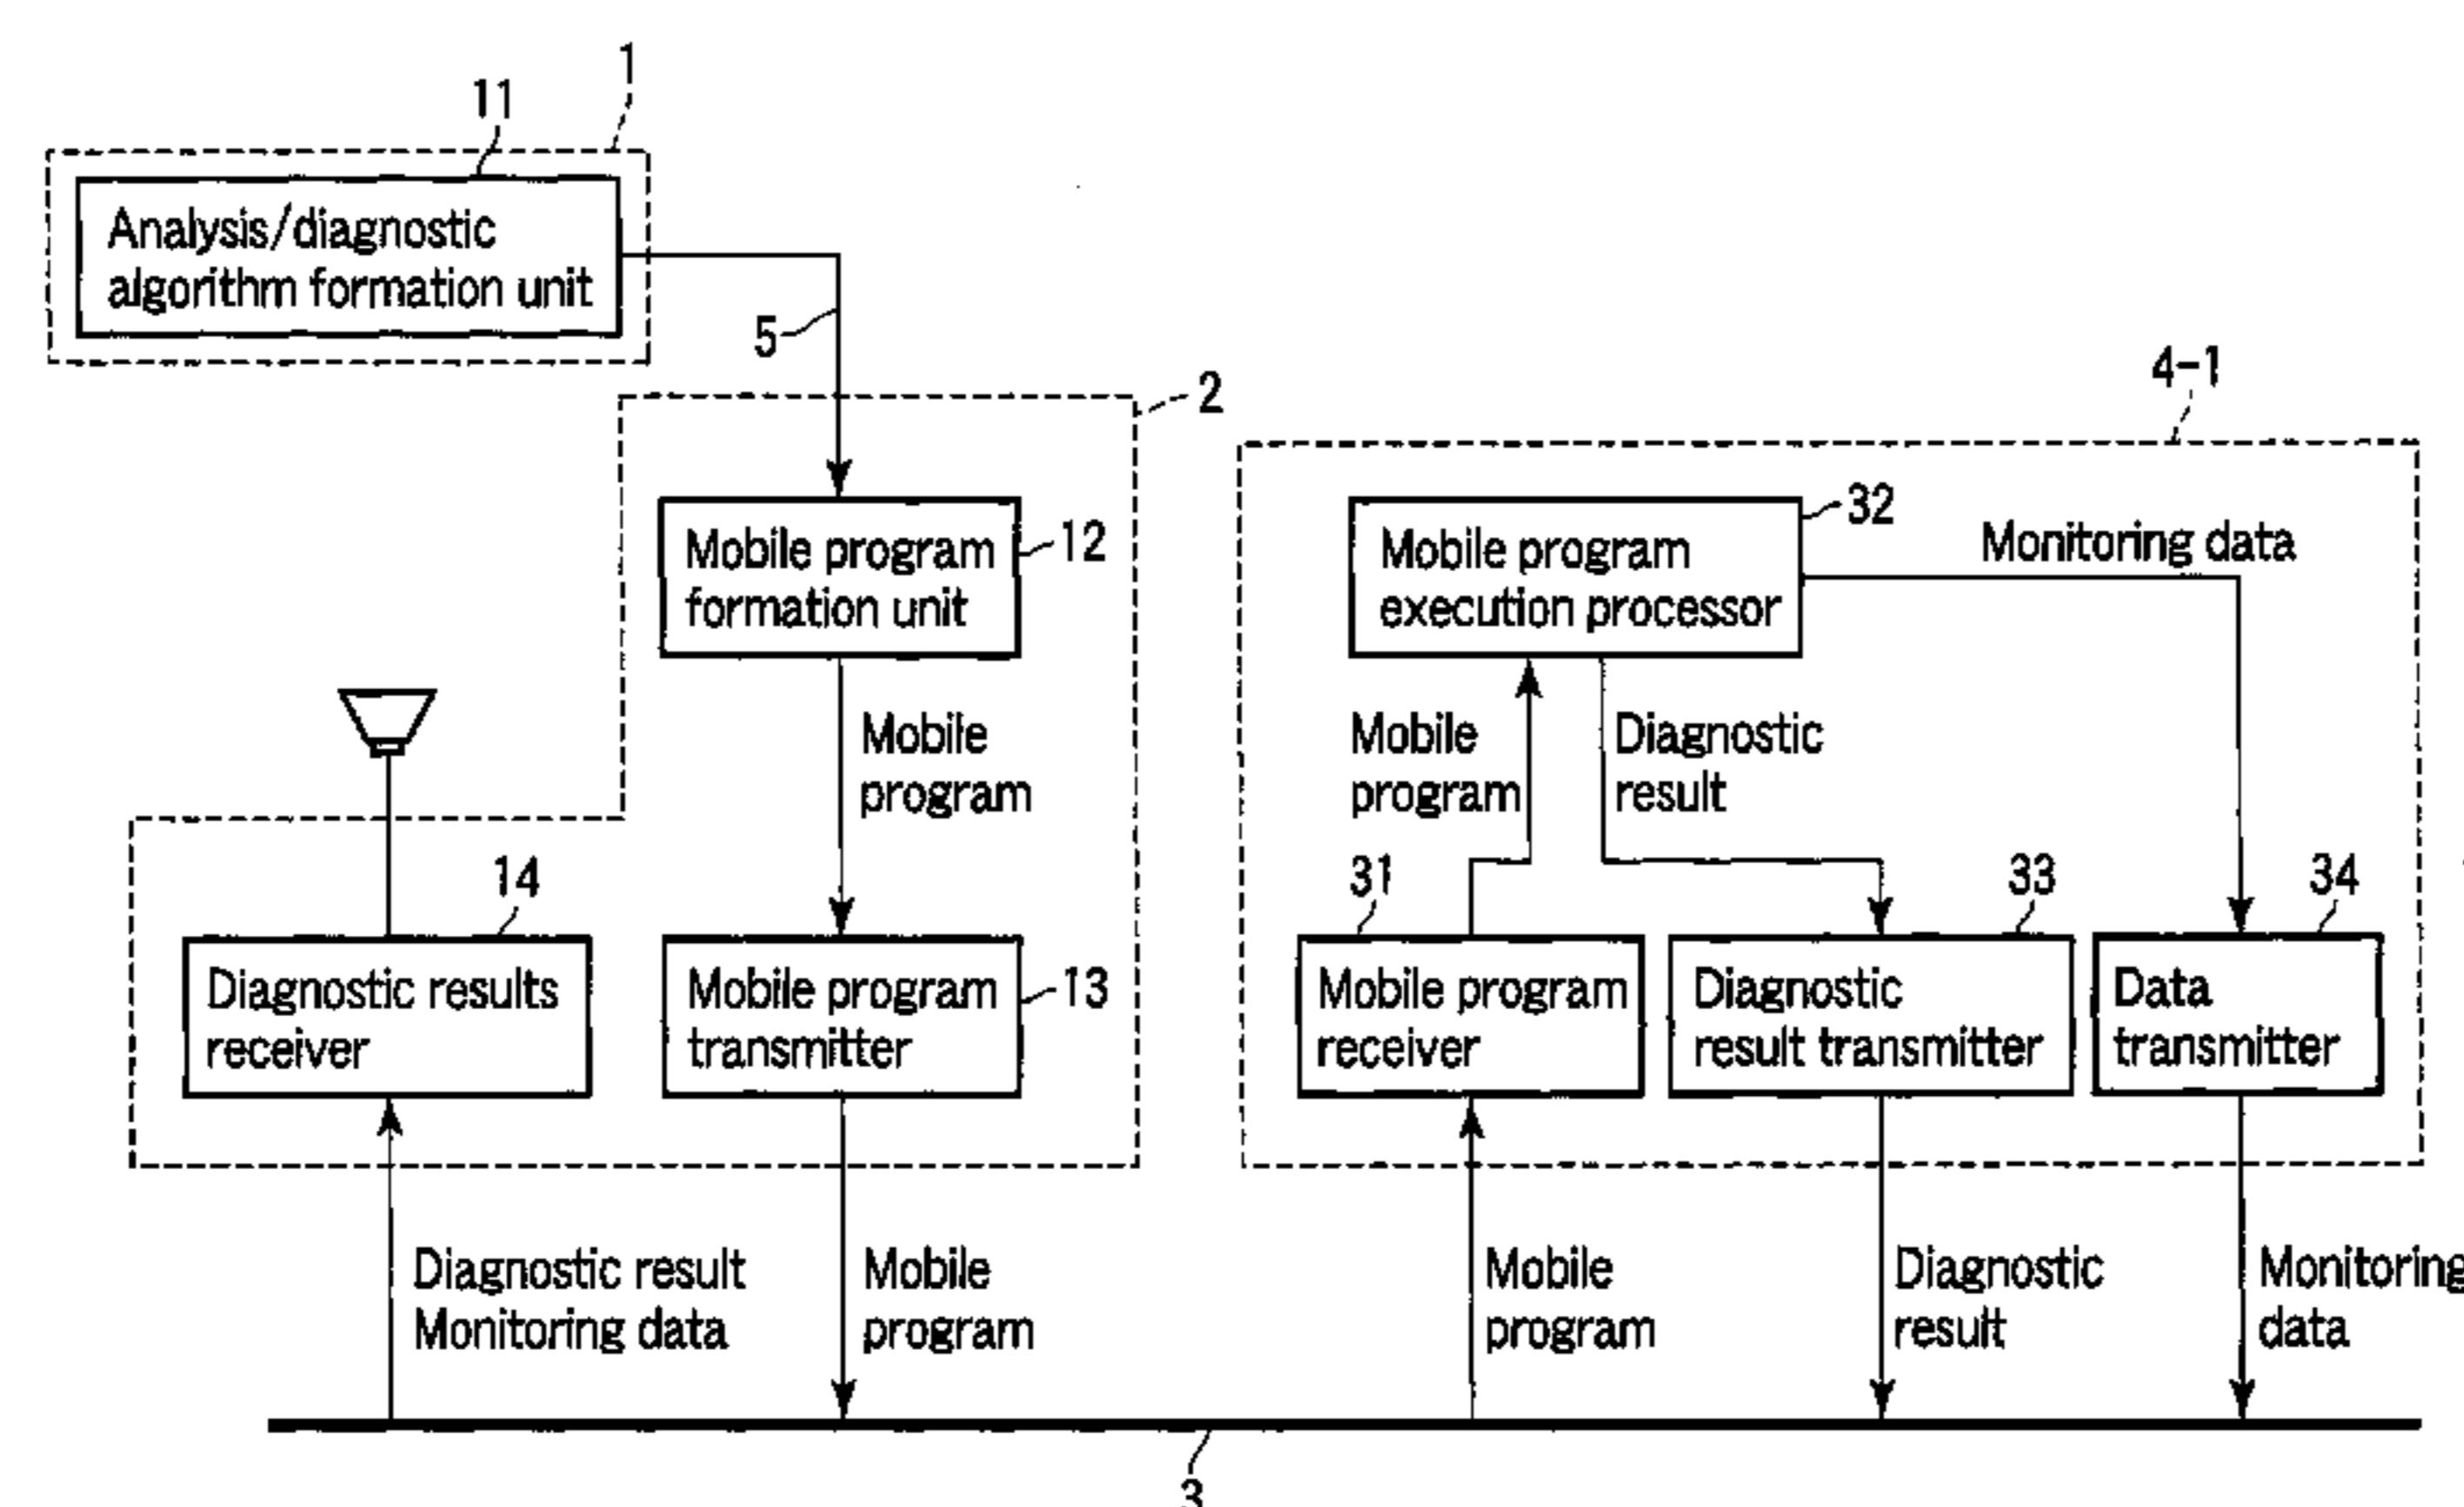 1
11
Analysis/diagnostic
algorithm formation unit
5
2
4-1
Mobile program
formation unit
12
32
Mobile program
execution processor
Monitoring data
Mobile
program
Mobile
program
Diagnostic
result
14
Diagnostic results
receiver
Mobile program
transmitter
13
31
Mobile program
receiver
33
Diagnostic
result transmitter
34
Data
transmitter
Diagnostic result
Monitoring data
Mobile
program
Mobile
program
Diagnostic
result
Monitoring
data
3